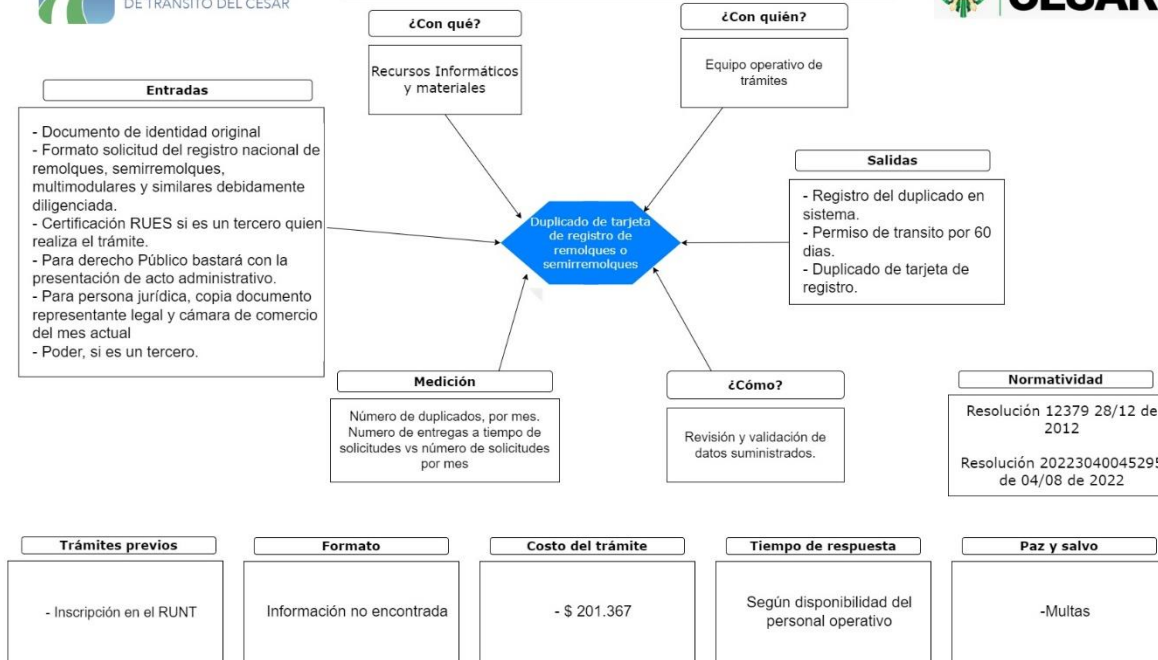 DE TRÁNSITO DEL CESAR
CESAR
¿Con qué?
Recursos Informáticos
y materiales
¿Con quién?
Equipo operativo de
trámites
Entradas
- Documento de identidad original
- Formato solicitud del registro nacional de
remolques, semirremolques,
multimodulares y similares debidamente
diligenciada.
- Certificación RUES si es un tercero quien
realiza el trámite.
- Para derecho Público bastará con la
presentación de acto administrativo.
- Para persona jurídica, copia documento
representante legal y cámara de comercio
del mes actual
- Poder, si es un tercero.
Duplicado de tarjeta
de registro de
remolques o
semirremolques
Salidas
- Registro del duplicado en
sistema.
- Permiso de transito por 60
dias.
- Duplicado de tarjeta de
registro.
Medición
Número de duplicados, por mes.
Numero de entregas a tiempo de
solicitudes vs número de solicitudes
por mes
¿Cómo?
Revisión y validación de
datos suministrados.
Normatividad
Resolución 12379 28/12 de
2012
Resolución 20223040045295
de 04/08 de 2022
Trámites previos
- Inscripción en el RUNT
Formato
Información no encontrada
Costo del trámite
- $ 201.367
Tiempo de respuesta
Según disponibilidad del
personal operativo
Paz y salvo
-Multas